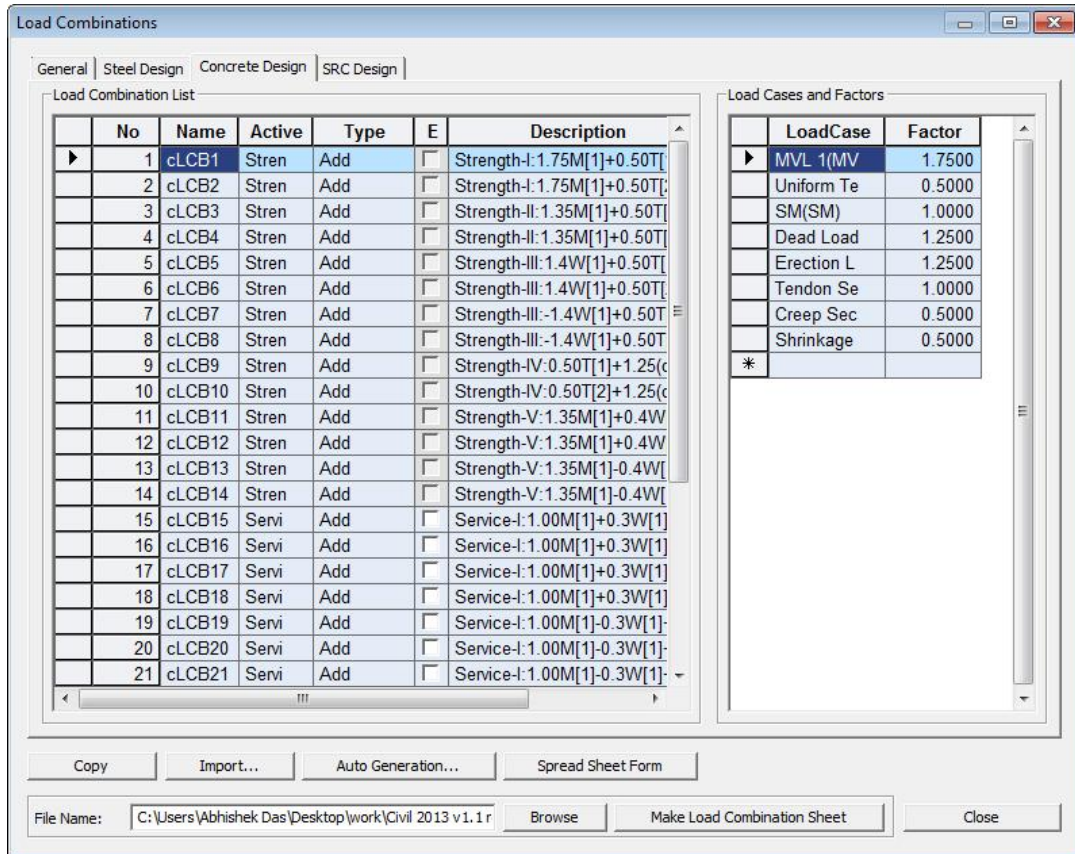 Load Combinations
General Steel Design Concrete Design SRC Design
Load Combination List
No Name Active Type E Description
1 cLCB1 Stren Add Strength-I:1.75M[1]+0.50T[
2 cLCB2 Stren Add Strength-I:1.75M[1]+0.50T[2
3 cLCB3 Stren Add Strength-II:1.35M[1]+0.50T[
4 cLCB4 Stren Add Strength-II:1.35M[1]+0.50T[
5 cLCB5 Stren Add Strength-III:1.4W[1]+0.50T[
6 cLCB6 Stren Add Strength-III:1.4W[1]+0.50T[
7 cLCB7 Stren Add Strength-III:-1.4W[1]+0.50T
8 cLCB8 Stren Add Strength-III:-1.4W[1]+0.50T
9 cLCB9 Stren Add Strength-IV:0.50T[1]+1.25(
10 cLCB10 Stren Add Strength-IV:0.50T[2]+1.25(
11 cLCB11 Stren Add Strength-V:1.35M[1]+0.4W
12 cLCB12 Stren Add Strength-V:1.35M[1]+0.4W
13 cLCB13 Stren Add Strength-V:1.35M[1]-0.4W[
14 cLCB14 Stren Add Strength-V:1.35M[1]-0.4W[
15 cLCB15 Servi Add Service-I:1.00M[1]+0.3W[1]
16 cLCB16 Servi Add Service-I:1.00M[1]+0.3W[1]
17 cLCB17 Servi Add Service-I:1.00M[1]+0.3W[1]
18 cLCB18 Servi Add Service-I:1.00M[1]+0.3W[1]
19 cLCB19 Servi Add Service-I:1.00M[1]-0.3W[1]-
20 cLCB20 Servi Add Service-I:1.00M[1]-0.3W[1]-
21 cLCB21 Servi Add Service-I:1.00M[1]-0.3W[1]-
Load Cases and Factors
LoadCase Factor
MVL 1(MV 1.7500
Uniform Te 0.5000
SM(SM) 1.0000
Dead Load 1.2500
Erection L 1.2500
Tendon Se 1.0000
Creep Sec 0.5000
Shrinkage 0.5000
*
Copy Import... Auto Generation... Spread Sheet Form
File Name: C:\Users\Abhishek Das\Desktop\work\Civil 2013 v1.1 r Browse Make Load Combination Sheet Close